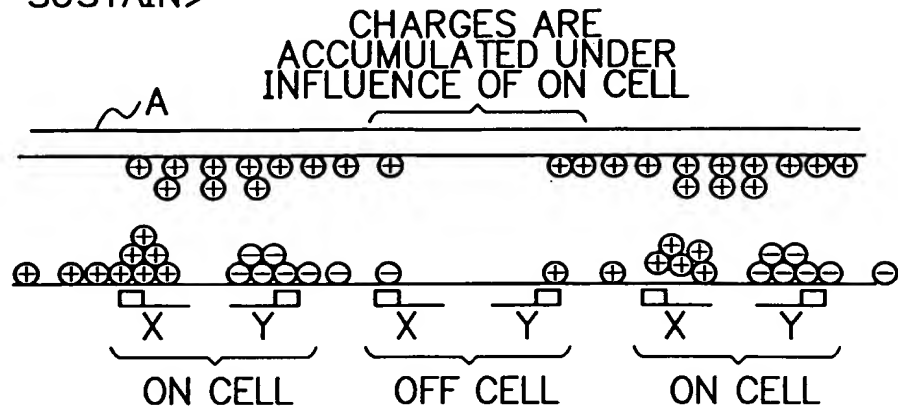 SUSTAIN>
CHARGES ARE
ACCUMULATED UNDER
INFLUENCE OF ON CELL
A
X Y X Y X Y
ON CELL OFF CELL ON CELL